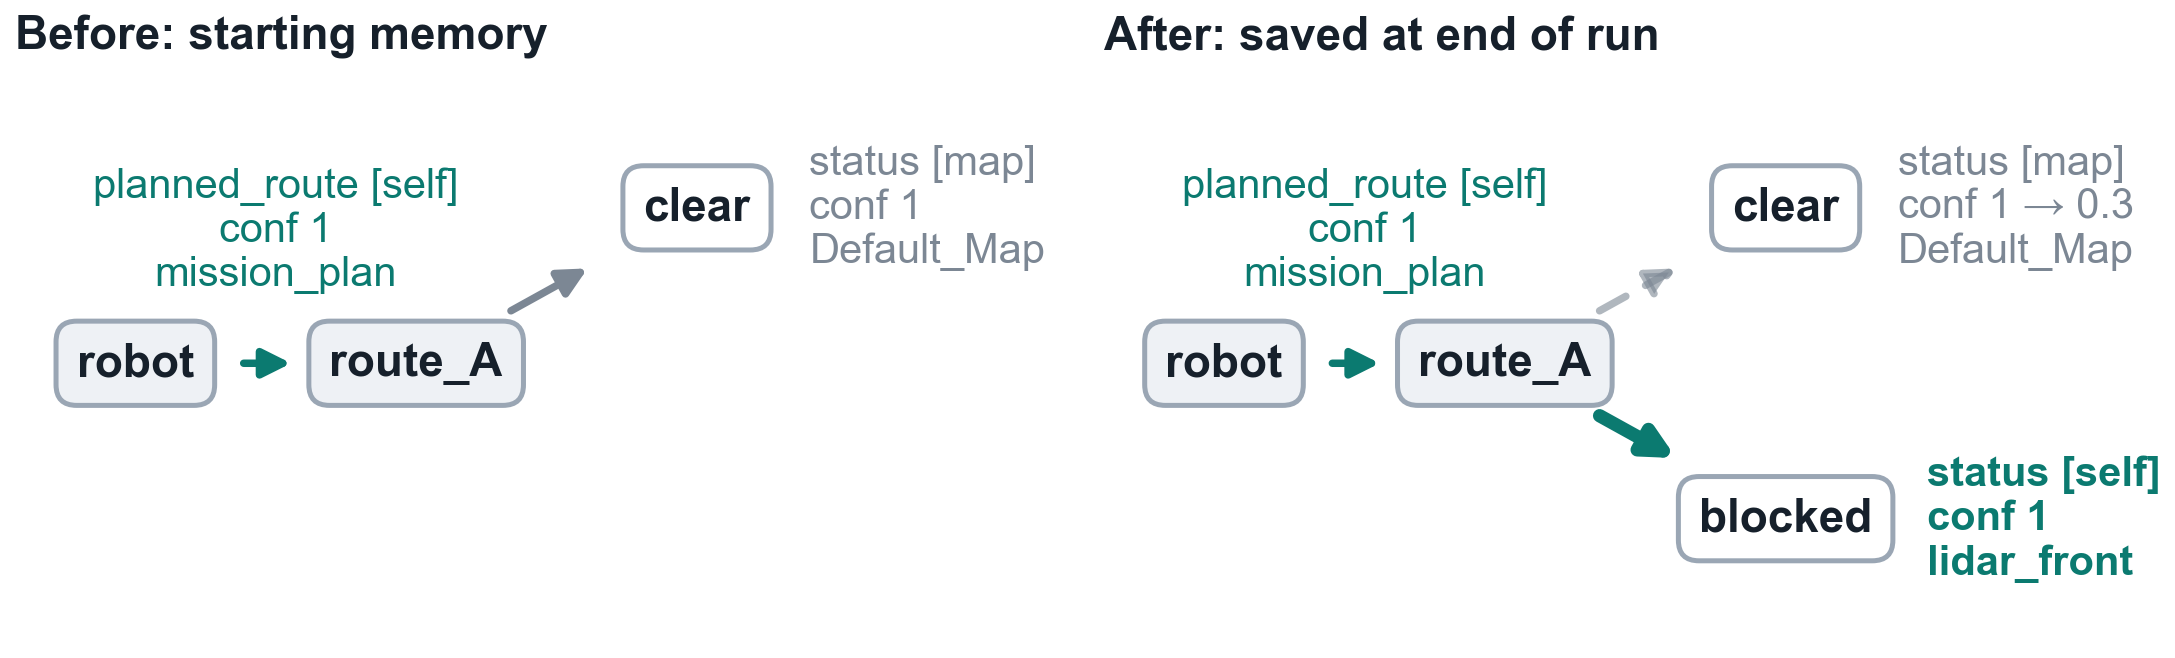 Before: starting memory
planned_route [self]
conf 1
mission_plan
clear
status [map]
conf 1
Default_Map
robot
route_A
After: saved at end of run
planned_route [self]
conf 1
mission_plan
clear
status [map]
conf 1 → 0.3
Default_Map
robot
route_A
blocked
status [self]
conf 1
lidar_front